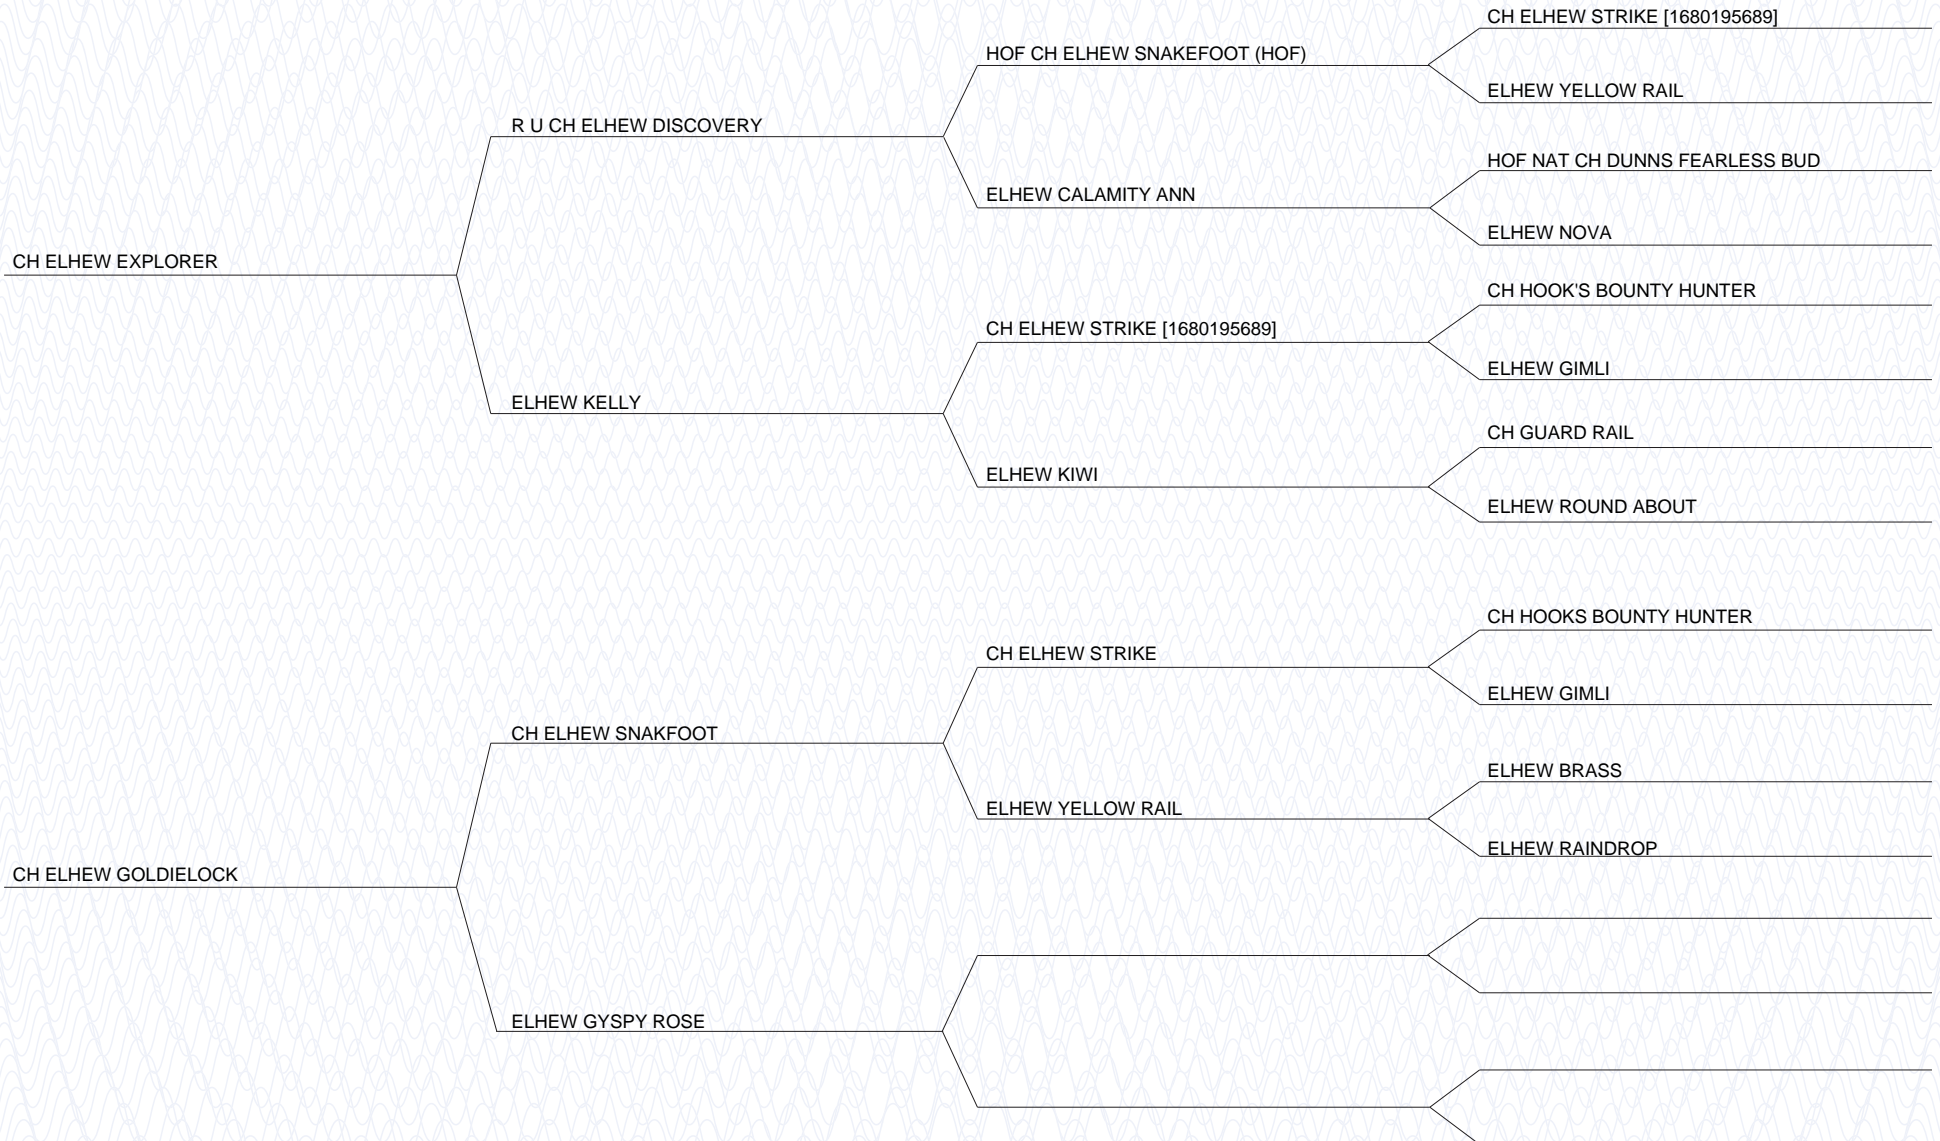 CH ELHEW STRIKE [1680195689]
HOF CH ELHEW SNAKEFOOT (HOF)
ELHEW YELLOW RAIL
R U CH ELHEW DISCOVERY
HOF NAT CH DUNNS FEARLESS BUD
ELHEW CALAMITY ANN
ELHEW NOVA
CH ELHEW EXPLORER
CH HOOK'S BOUNTY HUNTER
CH ELHEW STRIKE [1680195689]
ELHEW GIMLI
ELHEW KELLY
CH GUARD RAIL
ELHEW KIWI
ELHEW ROUND ABOUT
CH HOOKS BOUNTY HUNTER
CH ELHEW STRIKE
ELHEW GIMLI
CH ELHEW SNAKFOOT
ELHEW BRASS
ELHEW YELLOW RAIL
ELHEW RAINDROP
CH ELHEW GOLDIELOCK
ELHEW GYSPY ROSE